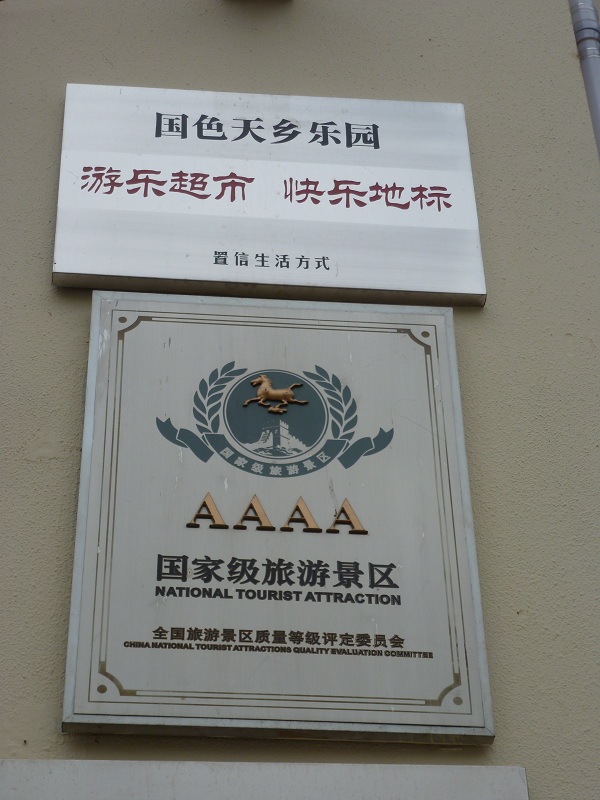 国色天乡乐园
游乐超市 快乐地标
置信生活方式
国家级旅游景区
AAAA
国家级旅游景区
NATIONAL TOURIST ATTRACTION
全国旅游景区质量等级评定委员会
CHINA NATIONAL TOURIST ATTRACTIONS QUALITY EVALUATION COMMITTEE